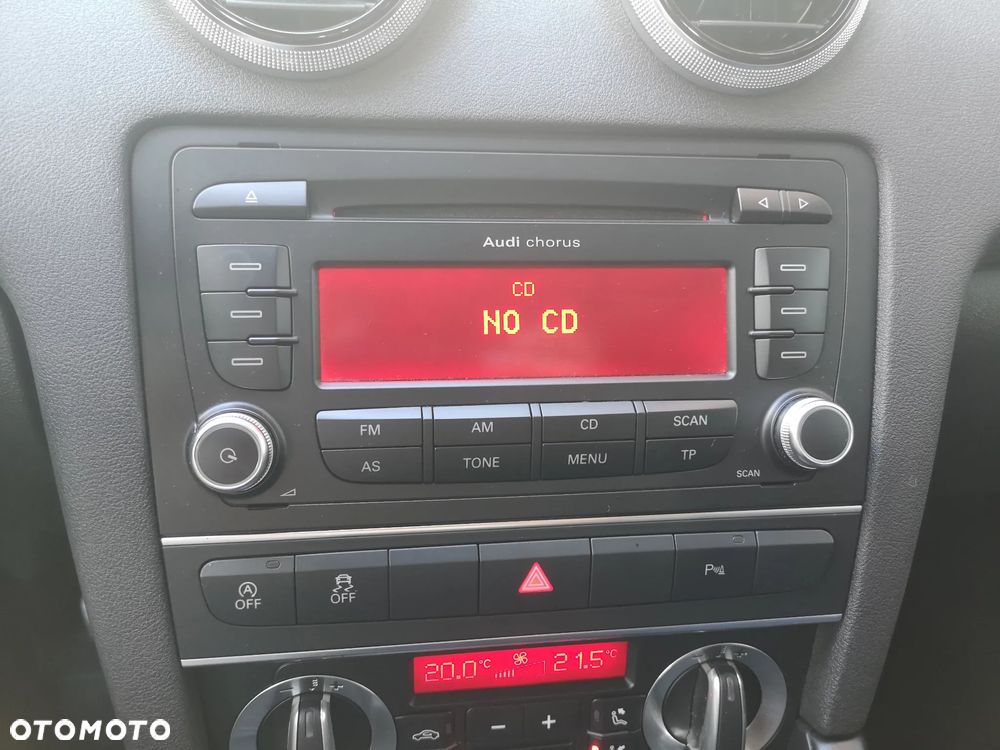 Audi chorus
CD
NO CD
FM AM CD SCAN
AS TONE MENU TP
SCAN
OFF OFF P
20.0°C 21.5°C
OTOMOTO